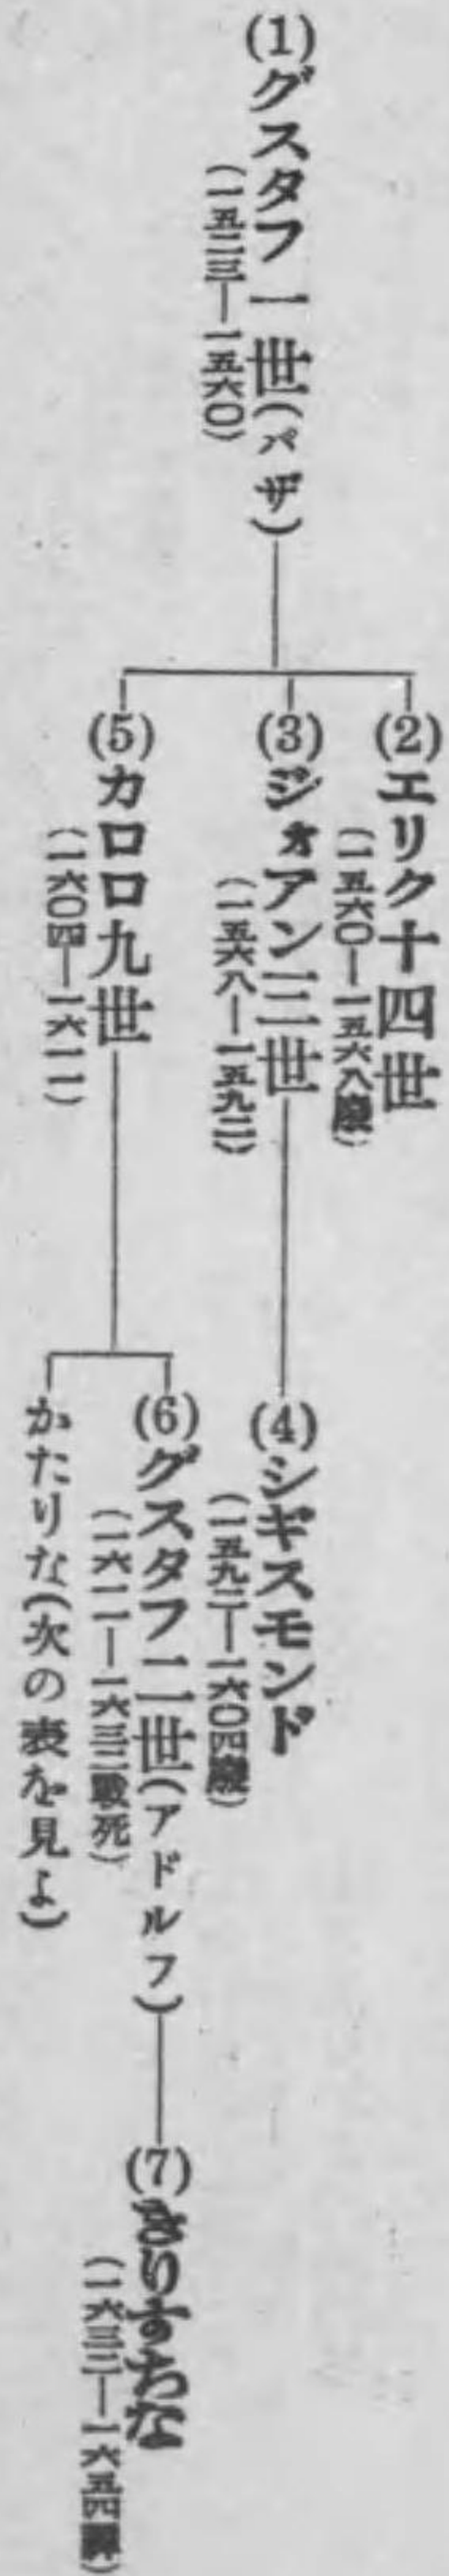 (1)グスタフ一世(バザ)
(一五二三—一五六〇)
(2)エリク十四世
(一五六〇—一五六八廢)
(3)ジォアン三世
(一五六八—一五九二)
(4)シギスモンド
(一五九二—一六〇四廢)
(5)カロロ九世
(一六〇四—一六一一)
(6)グスタフ二世(アドルフ)
(一六一一—一六三二戰死)
かたりな(次の表を見よ)
(7)きりすちな
(一六三二—一六五四辭)